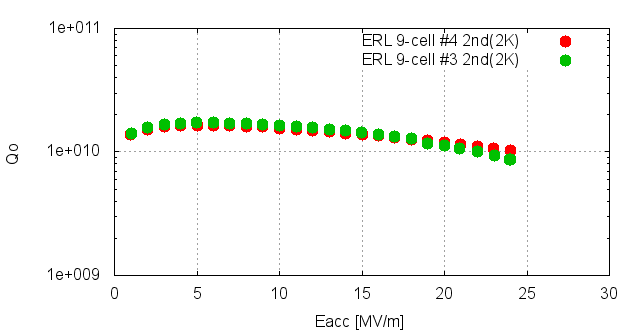 1e+011
ERL 9-cell #4 2nd(2K)
ERL 9-cell #3 2nd(2K)
Qo
1e+010
1e+009
0 5 10 15 20 25 30
Eacc [MV/m]